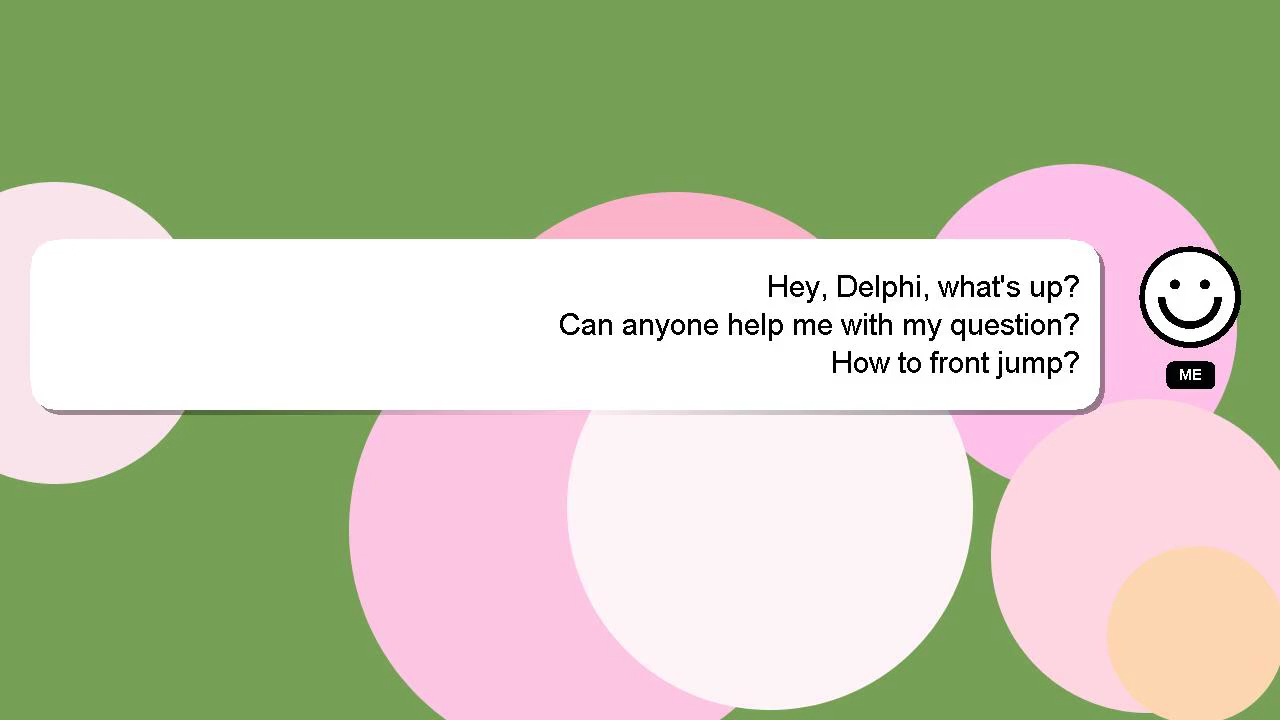 Hey, Delphi, what's up?
Can anyone help me with my question?
How to front jump?
ME